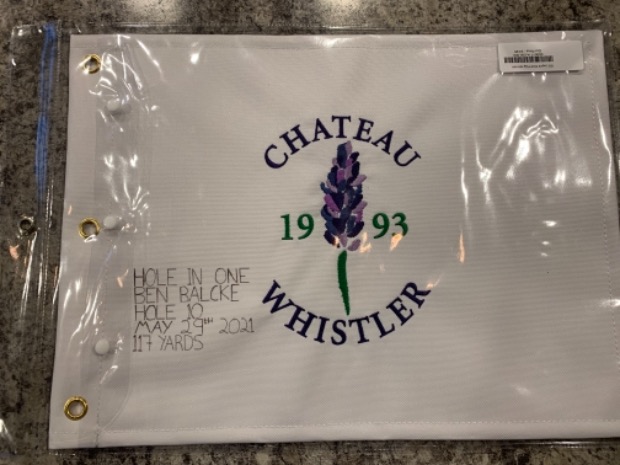 CHATEAU
19 93
WHISTLER
HOLE IN ONE
BEN BALCKE
HOLE 10
MAY 29TH 2021
117 YARDS